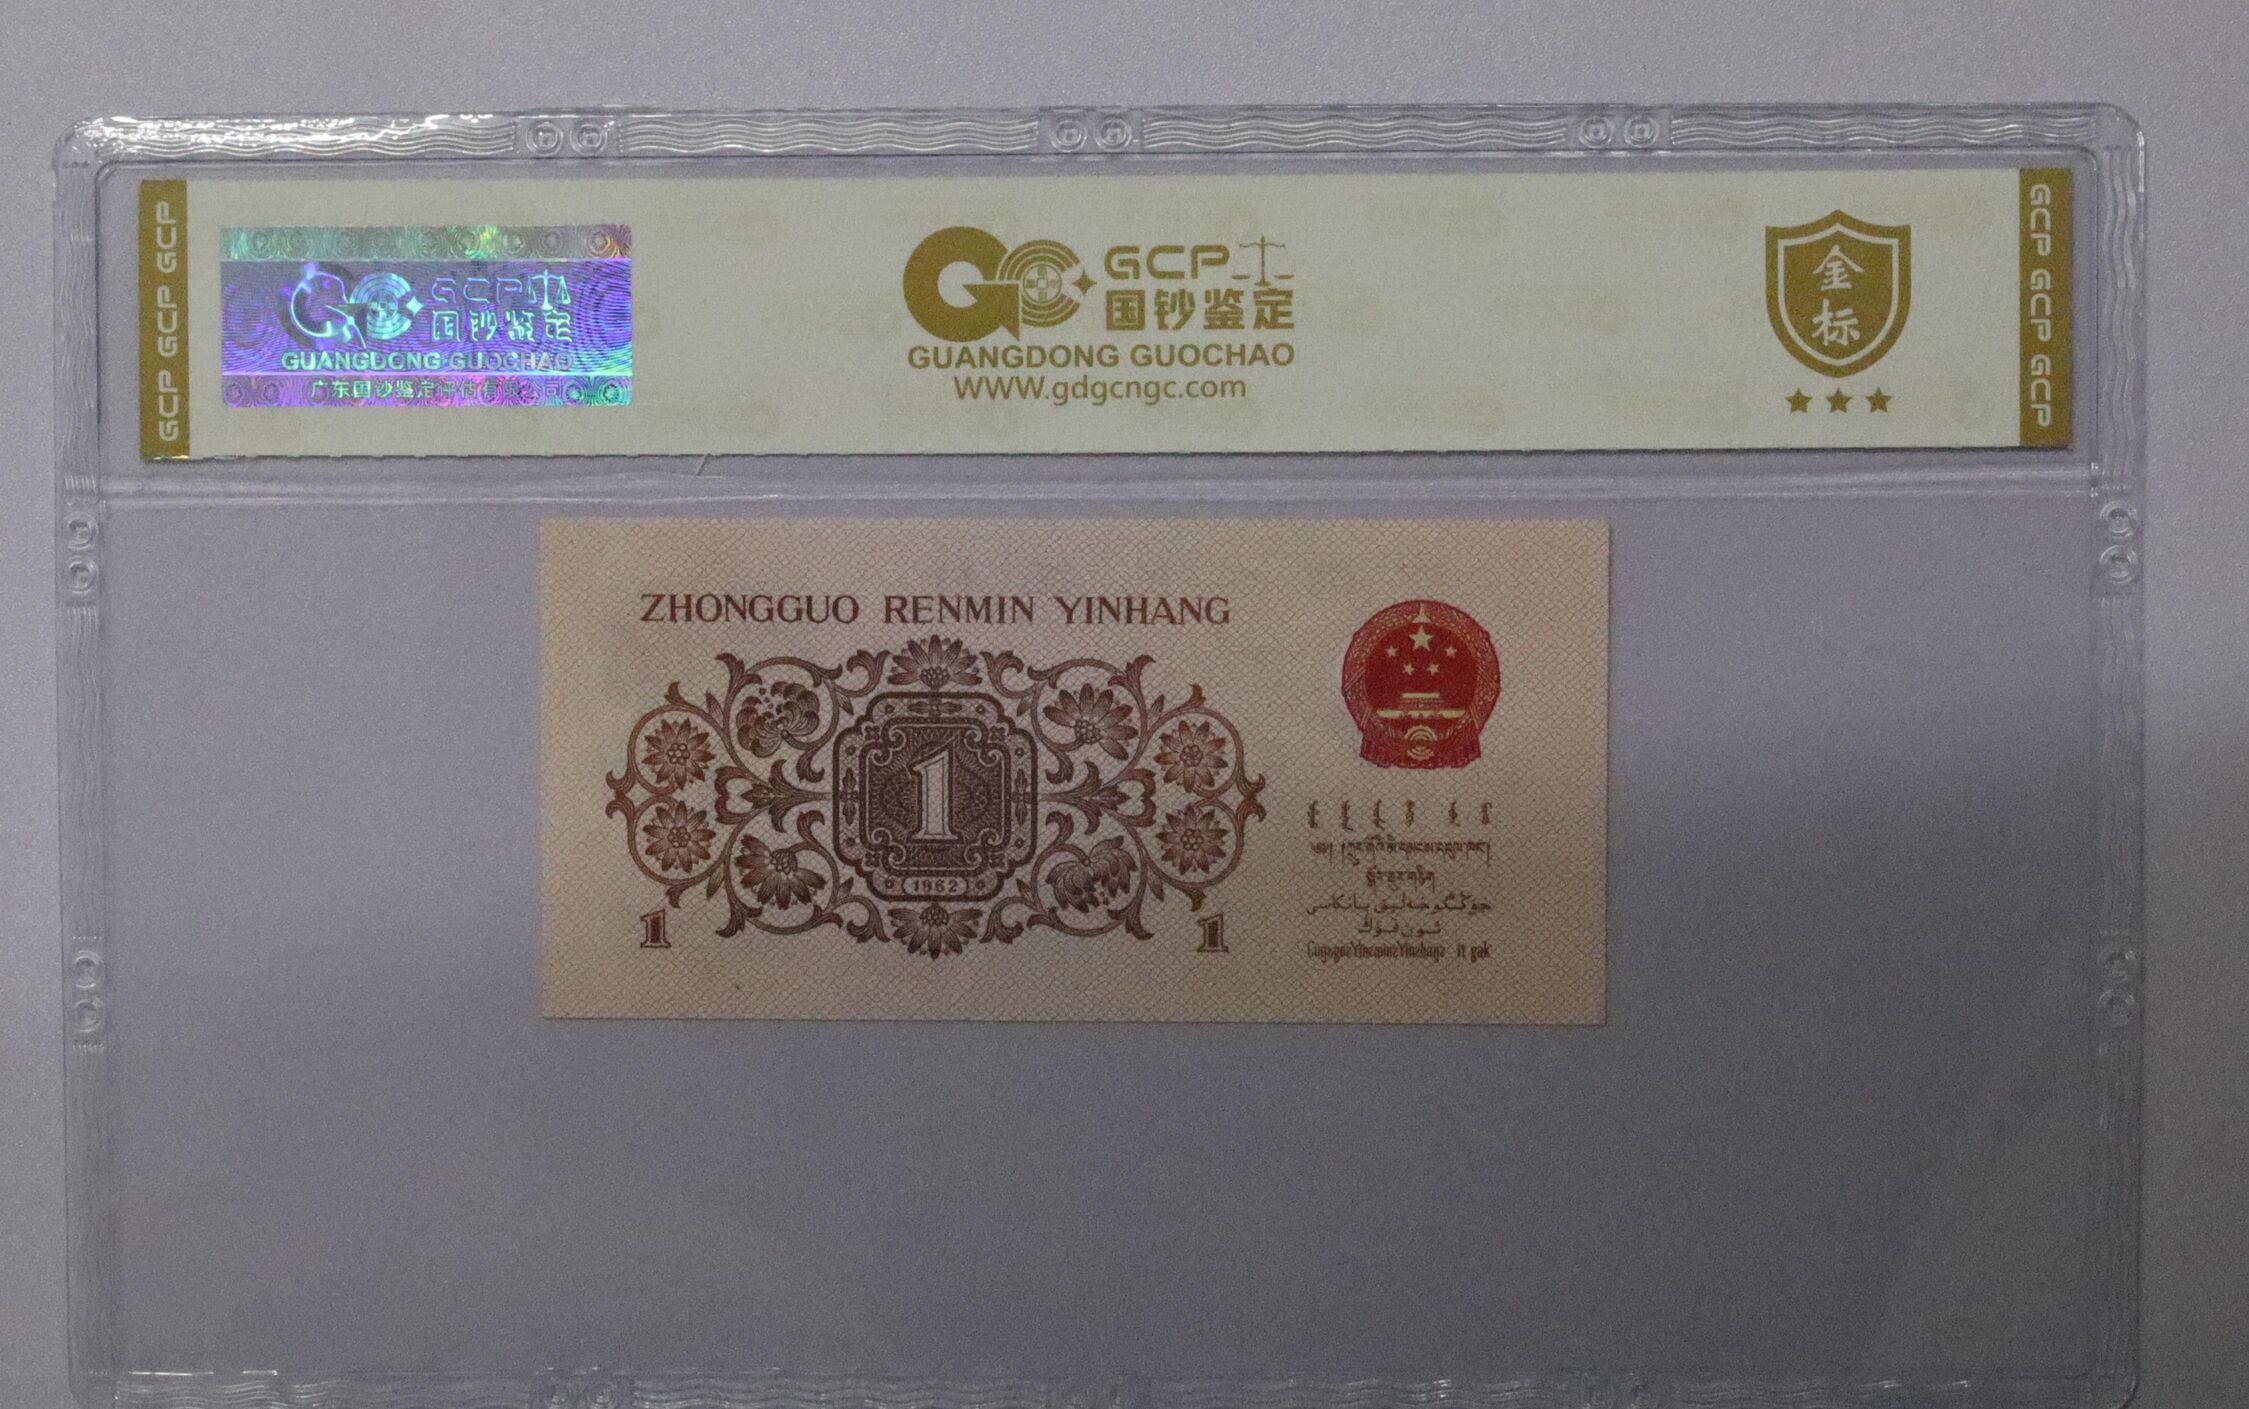 GCP GCP GCP
GCP
国钞鉴定
GUANGDONG GUOCHAO
广东国钞鉴定评估有限公司
GCP
国钞鉴定
GUANGDONG GUOCHAO
WWW.gdgcngc.com
金
标
GCP GCP GCP
ZHONGGUO RENMIN YINHANG
1
1962
1
1